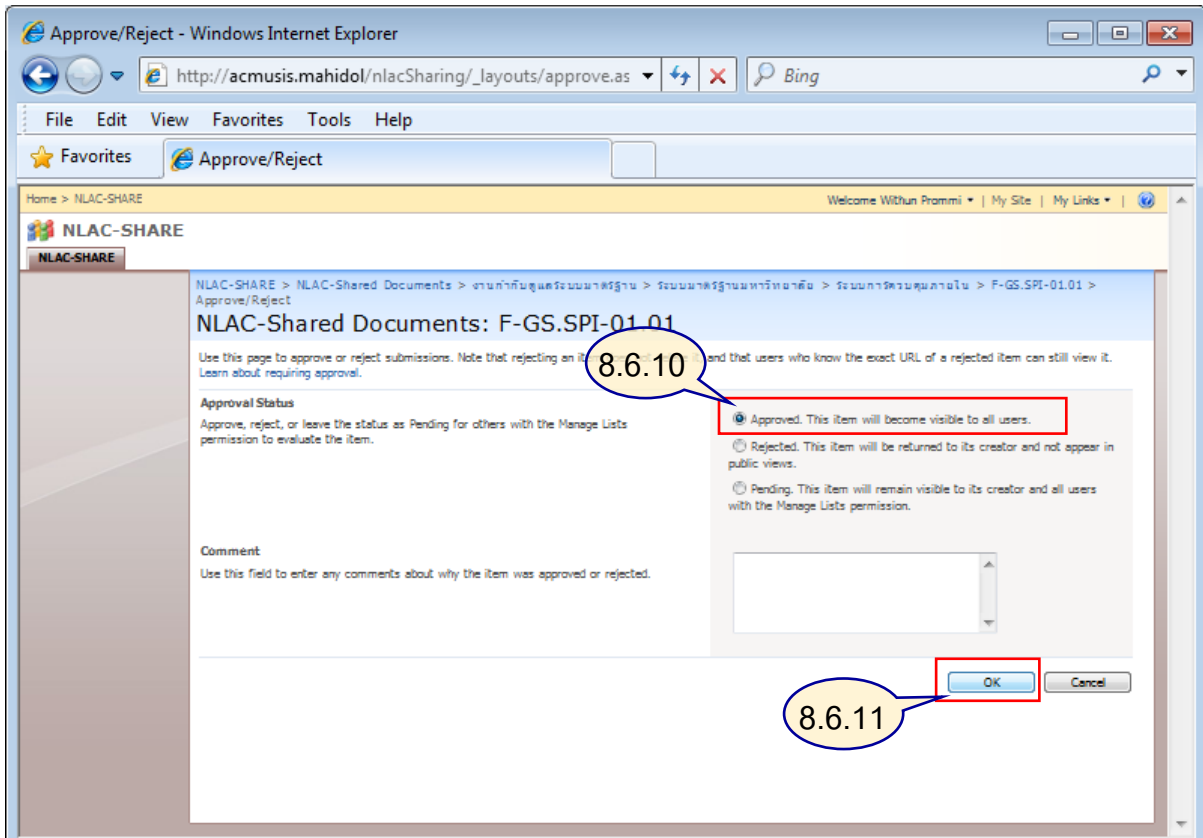 Approve/Reject - Windows Internet Explorer
http://acmusis.mahidol/nlacSharing/_layouts/approve.as
Bing
File Edit View Favorites Tools Help
Favorites
Approve/Reject
Home > NLAC-SHARE
Welcome Withun Prommi | My Site | My Links |
NLAC-SHARE
NLAC-SHARE
NLAC-SHARE > NLAC-Shared Documents > งานกำกับดูแลระบบมาตรฐาน > ระบบมาตรฐานมหาวิทยาลัย > ระบบการควบคุมภายใน > F-GS.SPI-01.01 >
Approve/Reject
NLAC-Shared Documents: F-GS.SPI-01.01
Use this page to approve or reject submissions. Note that rejecting an and that users who know the exact URL of a rejected item can still view it.
Learn about requiring approval.
8.6.10
Approval Status
Approve, reject, or leave the status as Pending for others with the Manage Lists
permission to evaluate the item.
Approved. This item will become visible to all users.
Rejected. This item will be returned to its creator and not appear in
public views.
Pending. This item will remain visible to its creator and all users
with the Manage Lists permission.
Comment
Use this field to enter any comments about why the item was approved or rejected.
OK
Cancel
8.6.11